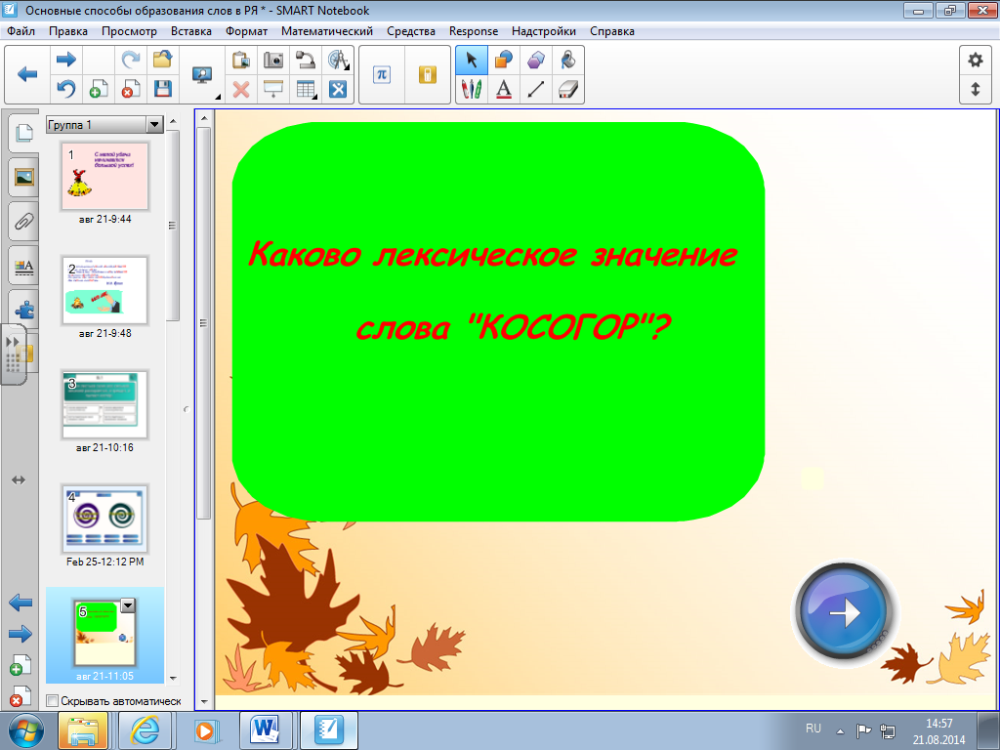 Основные способы образования слов в РЯ * - SMART Notebook
Файл Правка Просмотр Вставка Формат Математический Средства Response Надстройки Справка
π
A
Группа 1
1
С малой удачи
начинается
большой успех!
авг 21-9:44
2
авг 21-9:48
3
авг 21-10:16
4
Feb 25-12:12 PM
5
авг 21-11:05
Скрывать автоматическ
Каково лексическое значение
слова "КОСОГОР"?
RU
14:57
21.08.2014